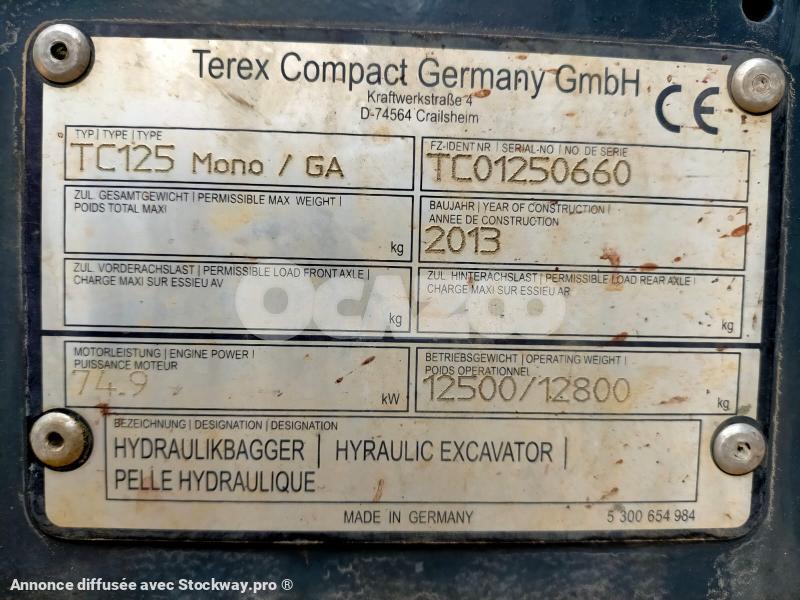 Terex Compact Germany GmbH
Kraftwerkstraße 4
D-74564 Crailsheim
CE
TYP | TYPE | TYPE
TC125 Mono / GA
FZ-IDENT NR | SERIAL-NO | NO. DE SERIE
TC01250660
ZUL. GESAMTGEWICHT | PERMISSIBLE MAX WEIGHT |
POIDS TOTAL MAXI
kg
BAUJAHR | YEAR OF CONSTRUCTION |
ANNEE DE CONSTRUCTION
2013
ZUL. VORDERACHSLAST | PERMISSIBLE LOAD FRONT AXLE |
CHARGE MAXI SUR ESSIEU AV
kg
ZUL. HINTERACHSLAST | PERMISSIBLE LOAD REAR AXLE |
CHARGE MAXI SUR ESSIEU AR
kg
OCAZOO
MOTORLEISTUNG | ENGINE POWER |
PUISSANCE MOTEUR
74.9
kW
BETRIEBSGEWICHT | OPERATING WEIGHT |
POIDS OPERATIONNEL
12500/12800
kg
BEZEICHNUNG | DESIGNATION | DESIGNATION
HYDRAULIKBAGGER | HYRAULIC EXCAVATOR |
PELLE HYDRAULIQUE
MADE IN GERMANY
5 300 654 984
Annonce diffusée avec Stockway.pro ®